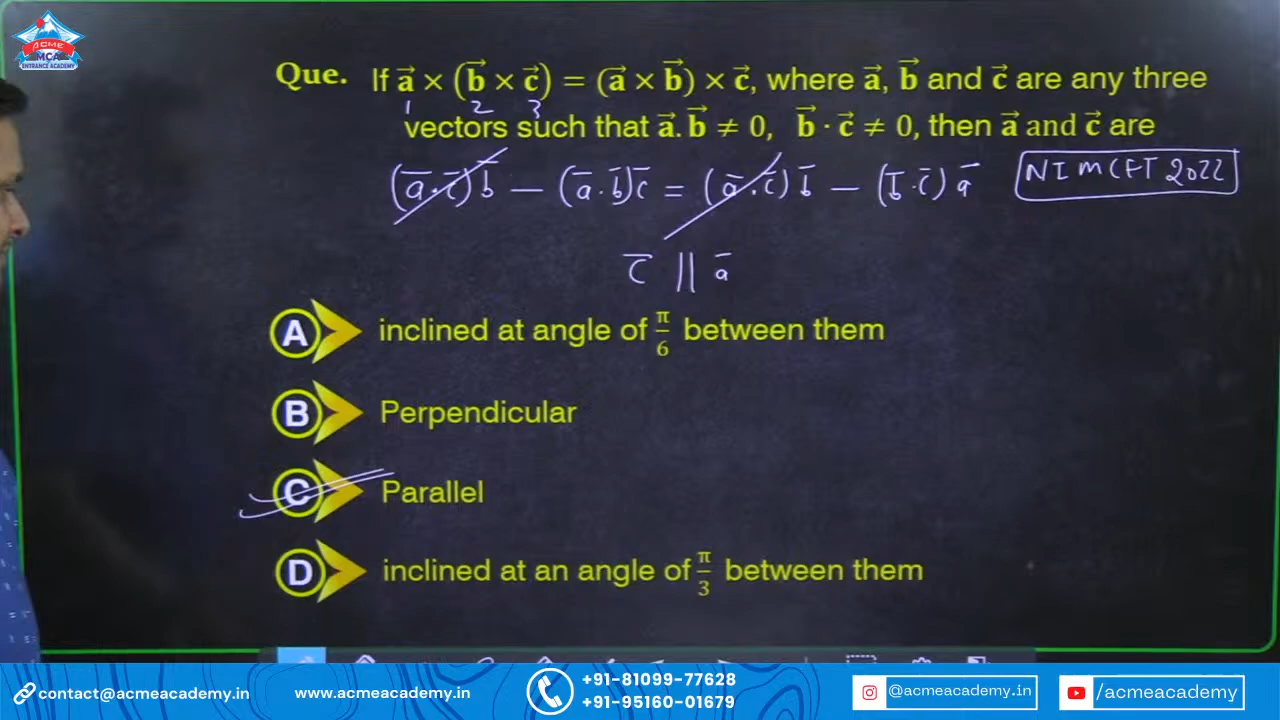 ACME
MCA
ENTRANCE ACADEMY
Que. If a⃗ × (b⃗ × c⃗) = (a⃗ × b⃗) × c⃗, where a⃗, b⃗ and c⃗ are any three
1 2 3
vectors such that a⃗. b⃗ ≠ 0, b⃗ · c⃗ ≠ 0, then a⃗ and c⃗ are
(a̅·c̅) b̅ – (a̅·b̅)c̅ = (a̅·c̅) b̅ – (b̅·c̅) a̅
NIMCET 2022
c̅ || a̅
A inclined at angle of π/6 between them
B Perpendicular
C Parallel
D inclined at an angle of π/3 between them
contact@acmeacademy.in www.acmeacademy.in +91-81099-77628
+91-95160-01679
@acmeacademy.in /acmeacademy